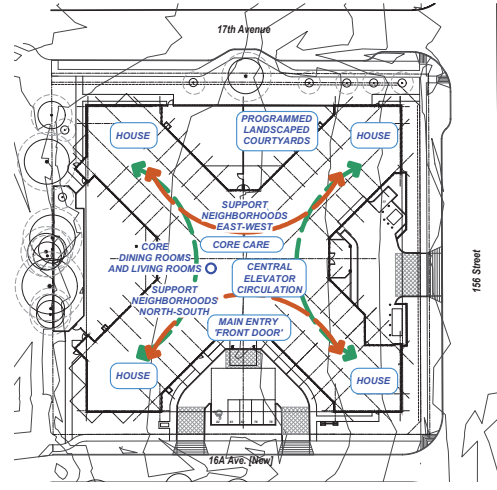 17th Avenue
HOUSE
PROGRAMMED
LANDSCAPED
COURTYARDS
HOUSE
SUPPORT
NEIGHBORHOODS
EAST-WEST
CORE CARE
CORE
DINING ROOMS
AND LIVING ROOMS
CENTRAL
ELEVATOR
CIRCULATION
SUPPORT
NEIGHBORHOODS
NORTH-SOUTH
MAIN ENTRY
'FRONT DOOR'
HOUSE
HOUSE
156 Street
16A Ave. [New]